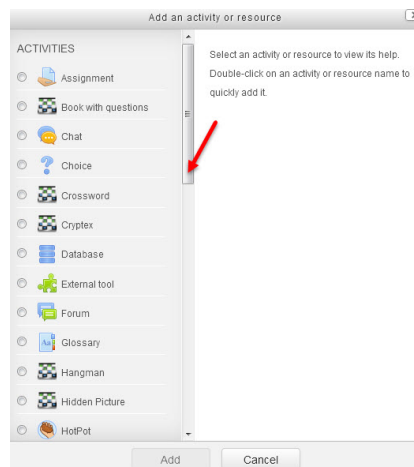 Add an activity or resource
ACTIVITIES
Assignment
Book with questions
Chat
Choice
Crossword
Cryptex
Database
External tool
Forum
Glossary
Hangman
Hidden Picture
HotPot
Select an activity or resource to view its help.
Double-click on an activity or resource name to
quickly add it.
Add
Cancel